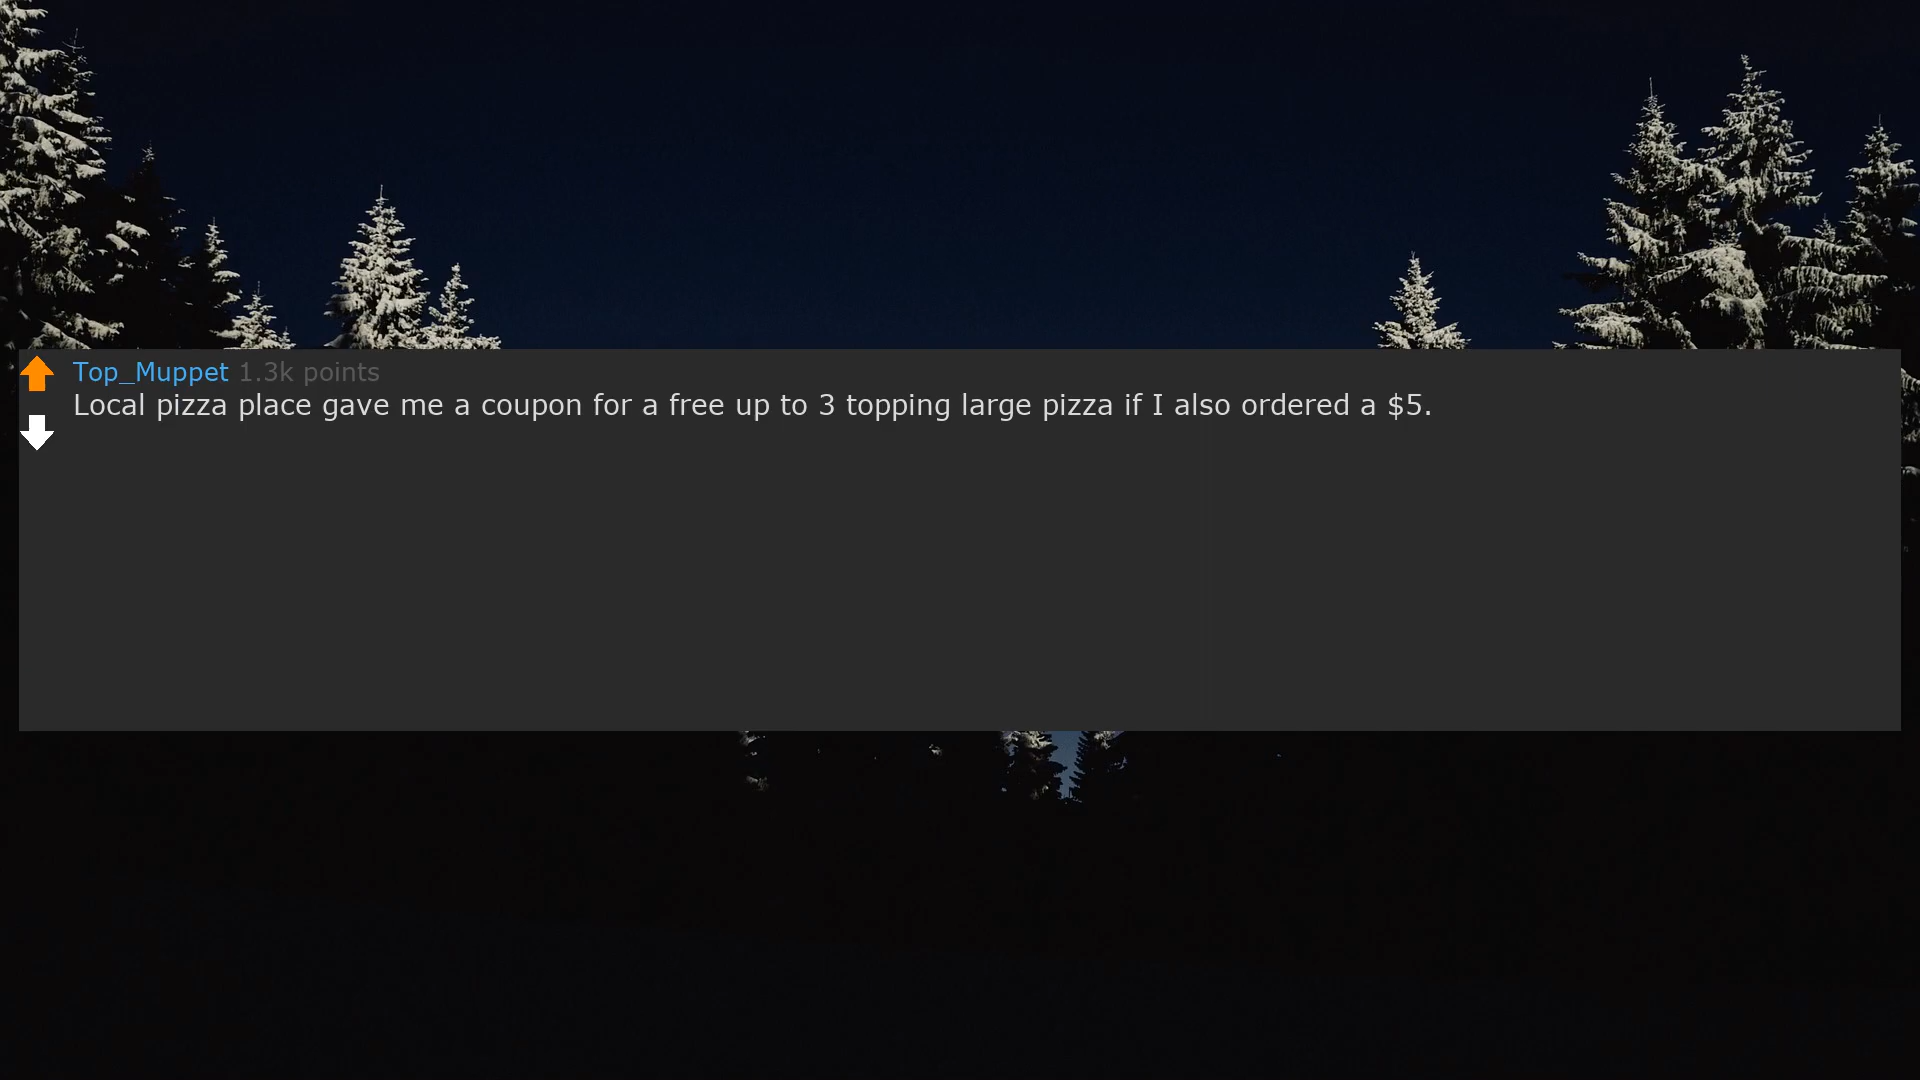 Top_Muppet 1.3k points
Local pizza place gave me a coupon for a free up to 3 topping large pizza if I also ordered a $5.